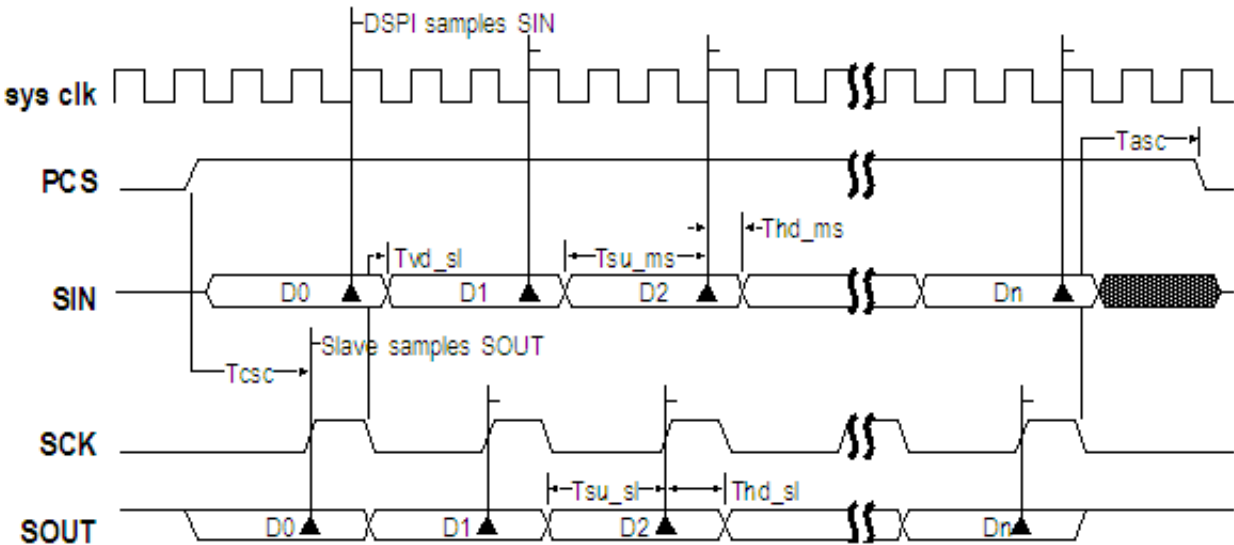 DSPI samples SIN
sys clk
Tasc
PCS
Thd_ms
Tvd_sl
Tsu_ms
SIN
D0
D1
D2
Dn
Slave samples SOUT
Tcsc
SCK
Tsu_sl
Thd_sl
SOUT
D0
D1
D2
Dn